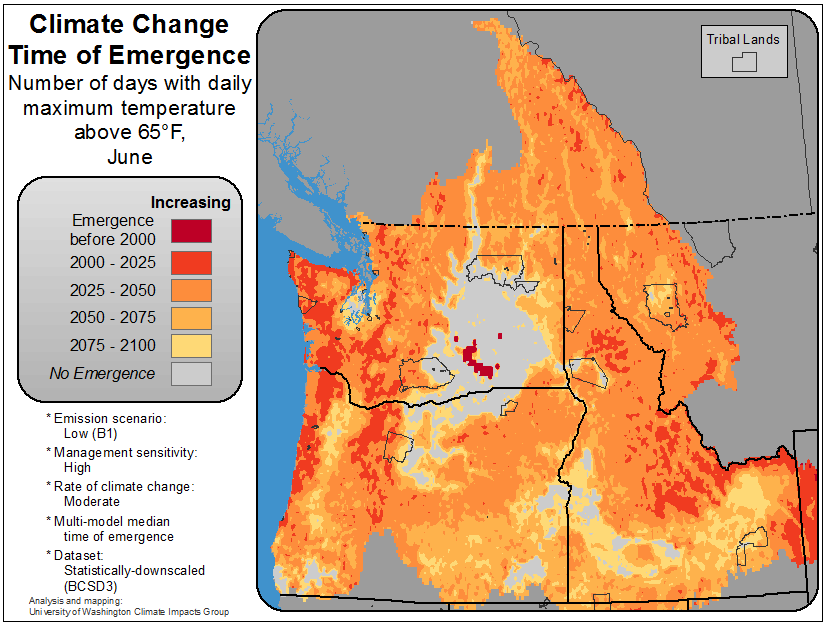 Climate Change
Time of Emergence
Number of days with daily
maximum temperature
above 65°F,
June
Increasing
Emergence
before 2000
2000 - 2025
2025 - 2050
2050 - 2075
2075 - 2100
No Emergence
* Emission scenario:
Low (B1)
* Management sensitivity:
High
* Rate of climate change:
Moderate
* Multi-model median
time of emergence
* Dataset:
Statistically-downscaled
(BCSD3)
Analysis and mapping:
University of Washington Climate Impacts Group
Tribal Lands